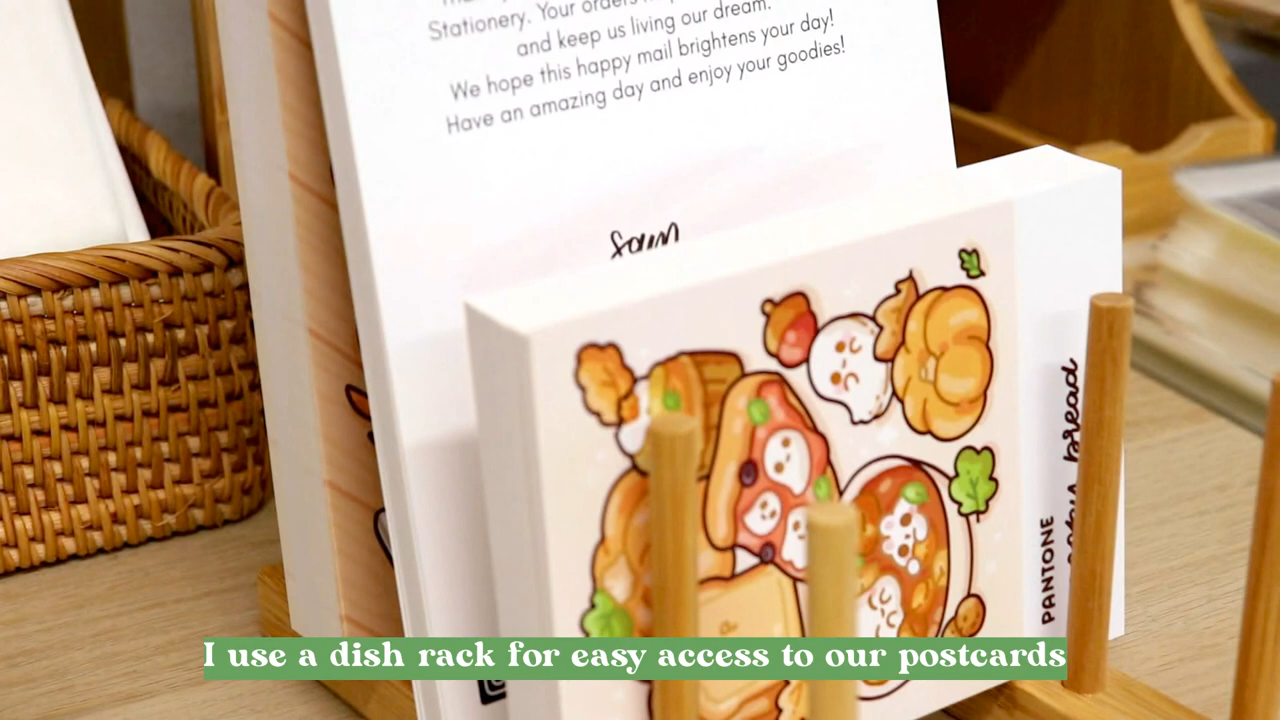 Stationery. Your orders
and keep us living our dream.
We hope this happy mail brightens your day!
Have an amazing day and enjoy your goodies!
PANTONE
bread
I use a dish rack for easy access to our postcards